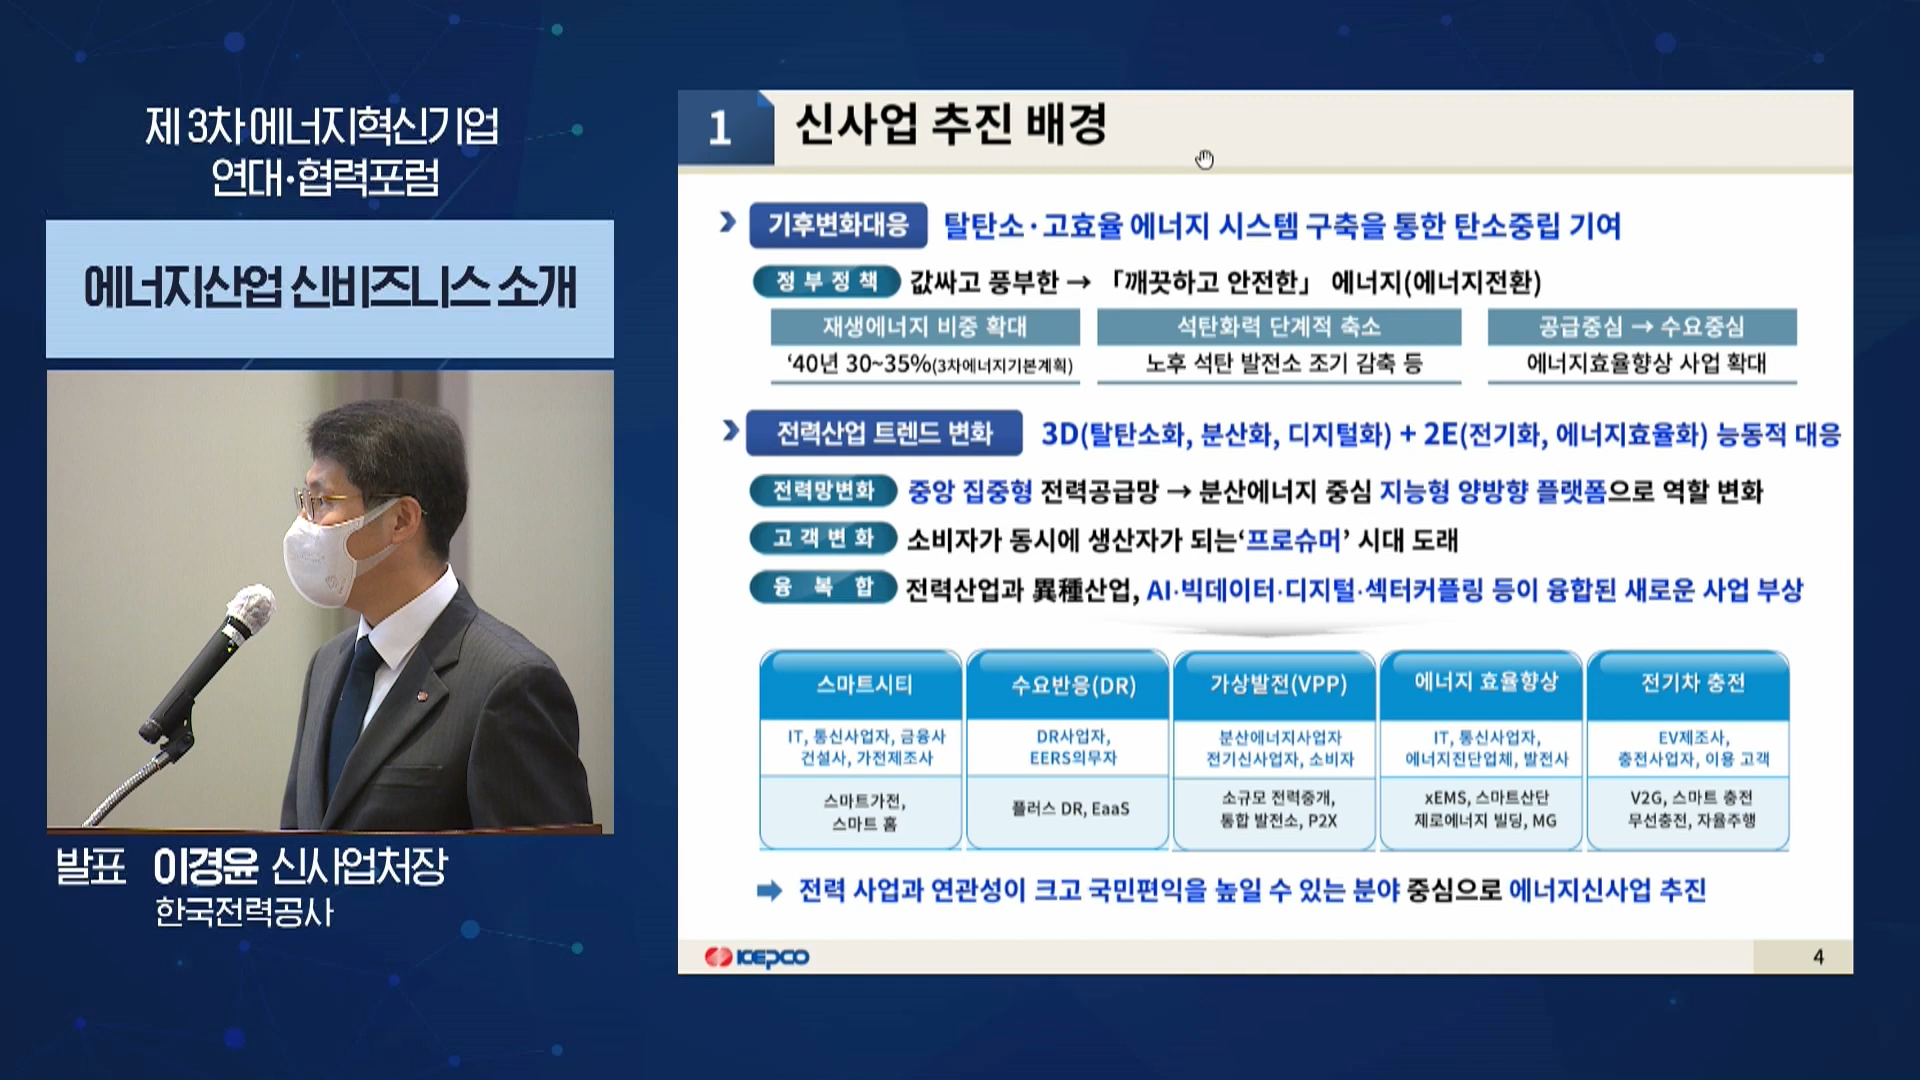 제 3차 에너지혁신기업
연대·협력포럼
에너지산업 신비즈니스 소개
발표 이경윤 신사업처장
한국전력공사
1 신사업 추진 배경
기후변화대응 탈탄소·고효율 에너지 시스템 구축을 통한 탄소중립 기여
정부정책 값싸고 풍부한 → 「깨끗하고 안전한」 에너지(에너지전환)
재생에너지 비중 확대 석탄화력 단계적 축소 공급중심 → 수요중심
‘40년 30~35%(3차에너지기본계획) 노후 석탄 발전소 조기 감축 등 에너지효율향상 사업 확대
전력산업 트렌드 변화 3D(탈탄소화, 분산화, 디지털화) + 2E(전기화, 에너지효율화) 능동적 대응
전력망변화 중앙 집중형 전력공급망 → 분산에너지 중심 지능형 양방향 플랫폼으로 역할 변화
고객변화 소비자가 동시에 생산자가 되는‘프로슈머’ 시대 도래
융복합 전력산업과 異種산업, AI·빅데이터·디지털·섹터커플링 등이 융합된 새로운 사업 부상
스마트시티 수요반응(DR) 가상발전(VPP) 에너지 효율향상 전기차 충전
IT, 통신사업자, 금융사 DR사업자, 분산에너지사업자 IT, 통신사업자, EV제조사,
건설사, 가전제조사 EERS의무자 전기신사업자, 소비자 에너지진단업체, 발전사 충전사업자, 이용 고객
스마트가전, 플러스 DR, EaaS 소규모 전력중개, xEMS, 스마트산단 V2G, 스마트 충전
스마트 홈 통합 발전소, P2X 제로에너지 빌딩, MG 무선충전, 자율주행
전력 사업과 연관성이 크고 국민편익을 높일 수 있는 분야 중심으로 에너지신사업 추진
KEPCO 4